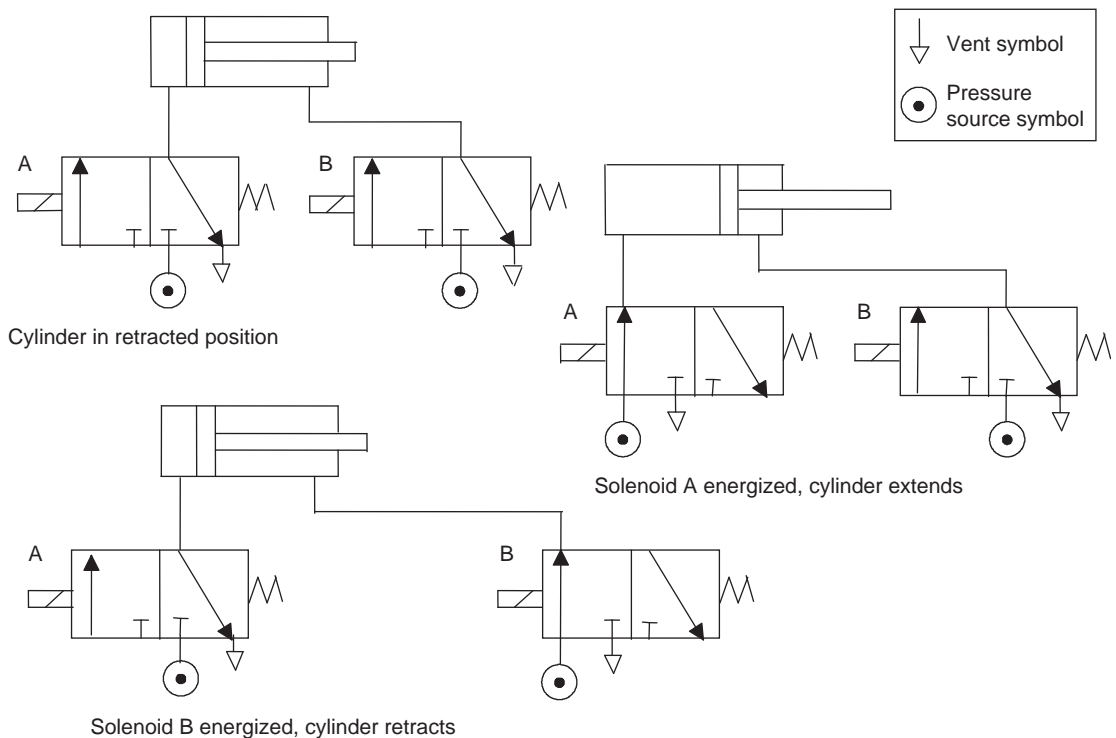 Vent symbol
Pressure
source symbol
A
B
Cylinder in retracted position
A
B
Solenoid A energized, cylinder extends
A
B
Solenoid B energized, cylinder retracts